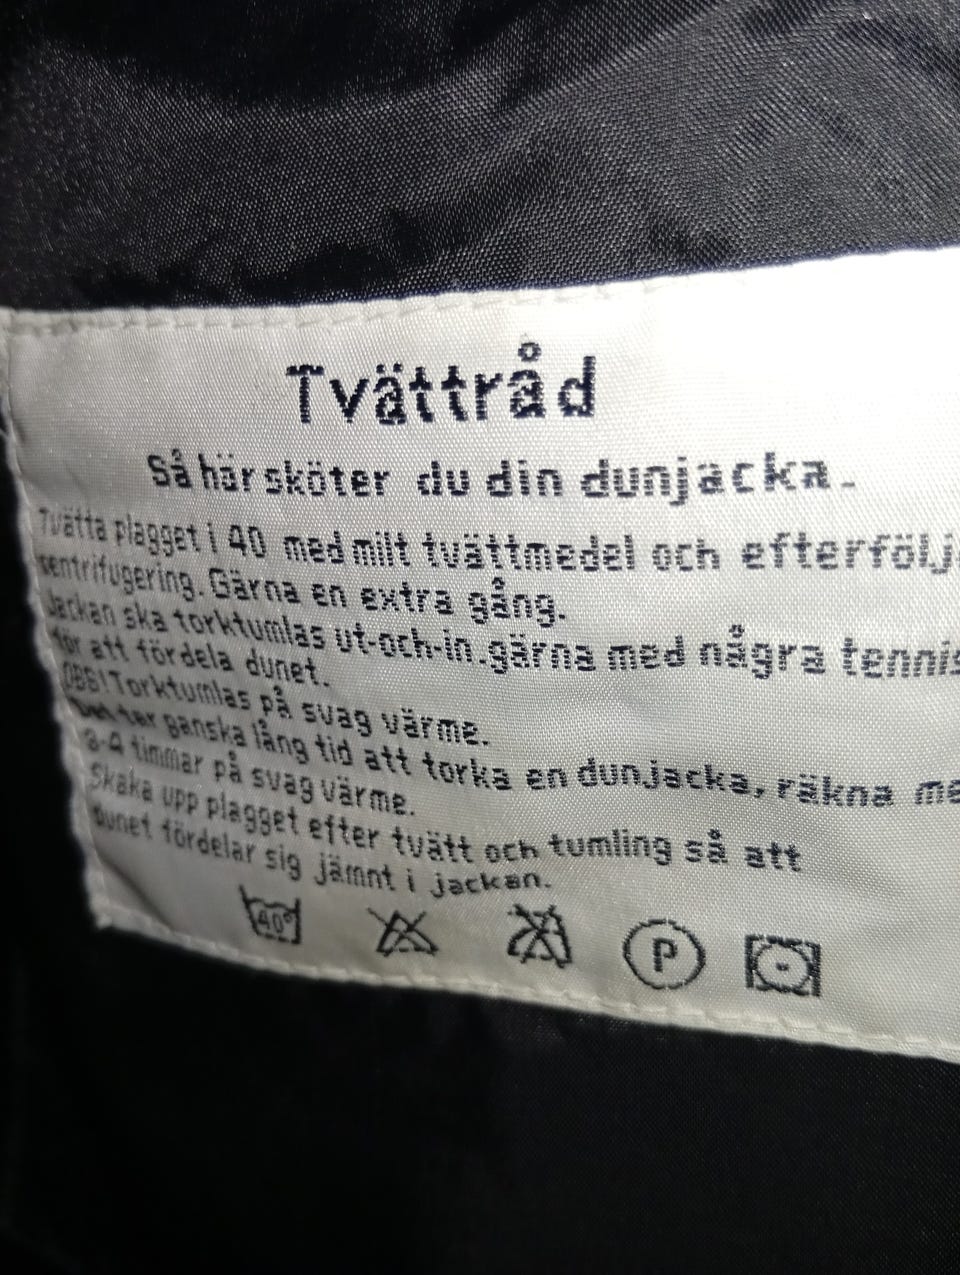 Tvättråd
Så här sköter du din dunjacka.
Tvätta plagget i 40 med milt tvättmedel och efterfölj
sentrifugering. Gärna en extra gång.
Jackan ska torktumlas ut-och-in.gärna med några tennis
för att fördela dunet.
OBS!Torktumlas på svag värme.
Det tar ganska lång tid att torka en dunjacka, räkna me
3-4 timmar på svag värme.
Skaka upp plagget efter tvätt och tumling så att
dunet fördelar sig jämnt i jackan.
40° P